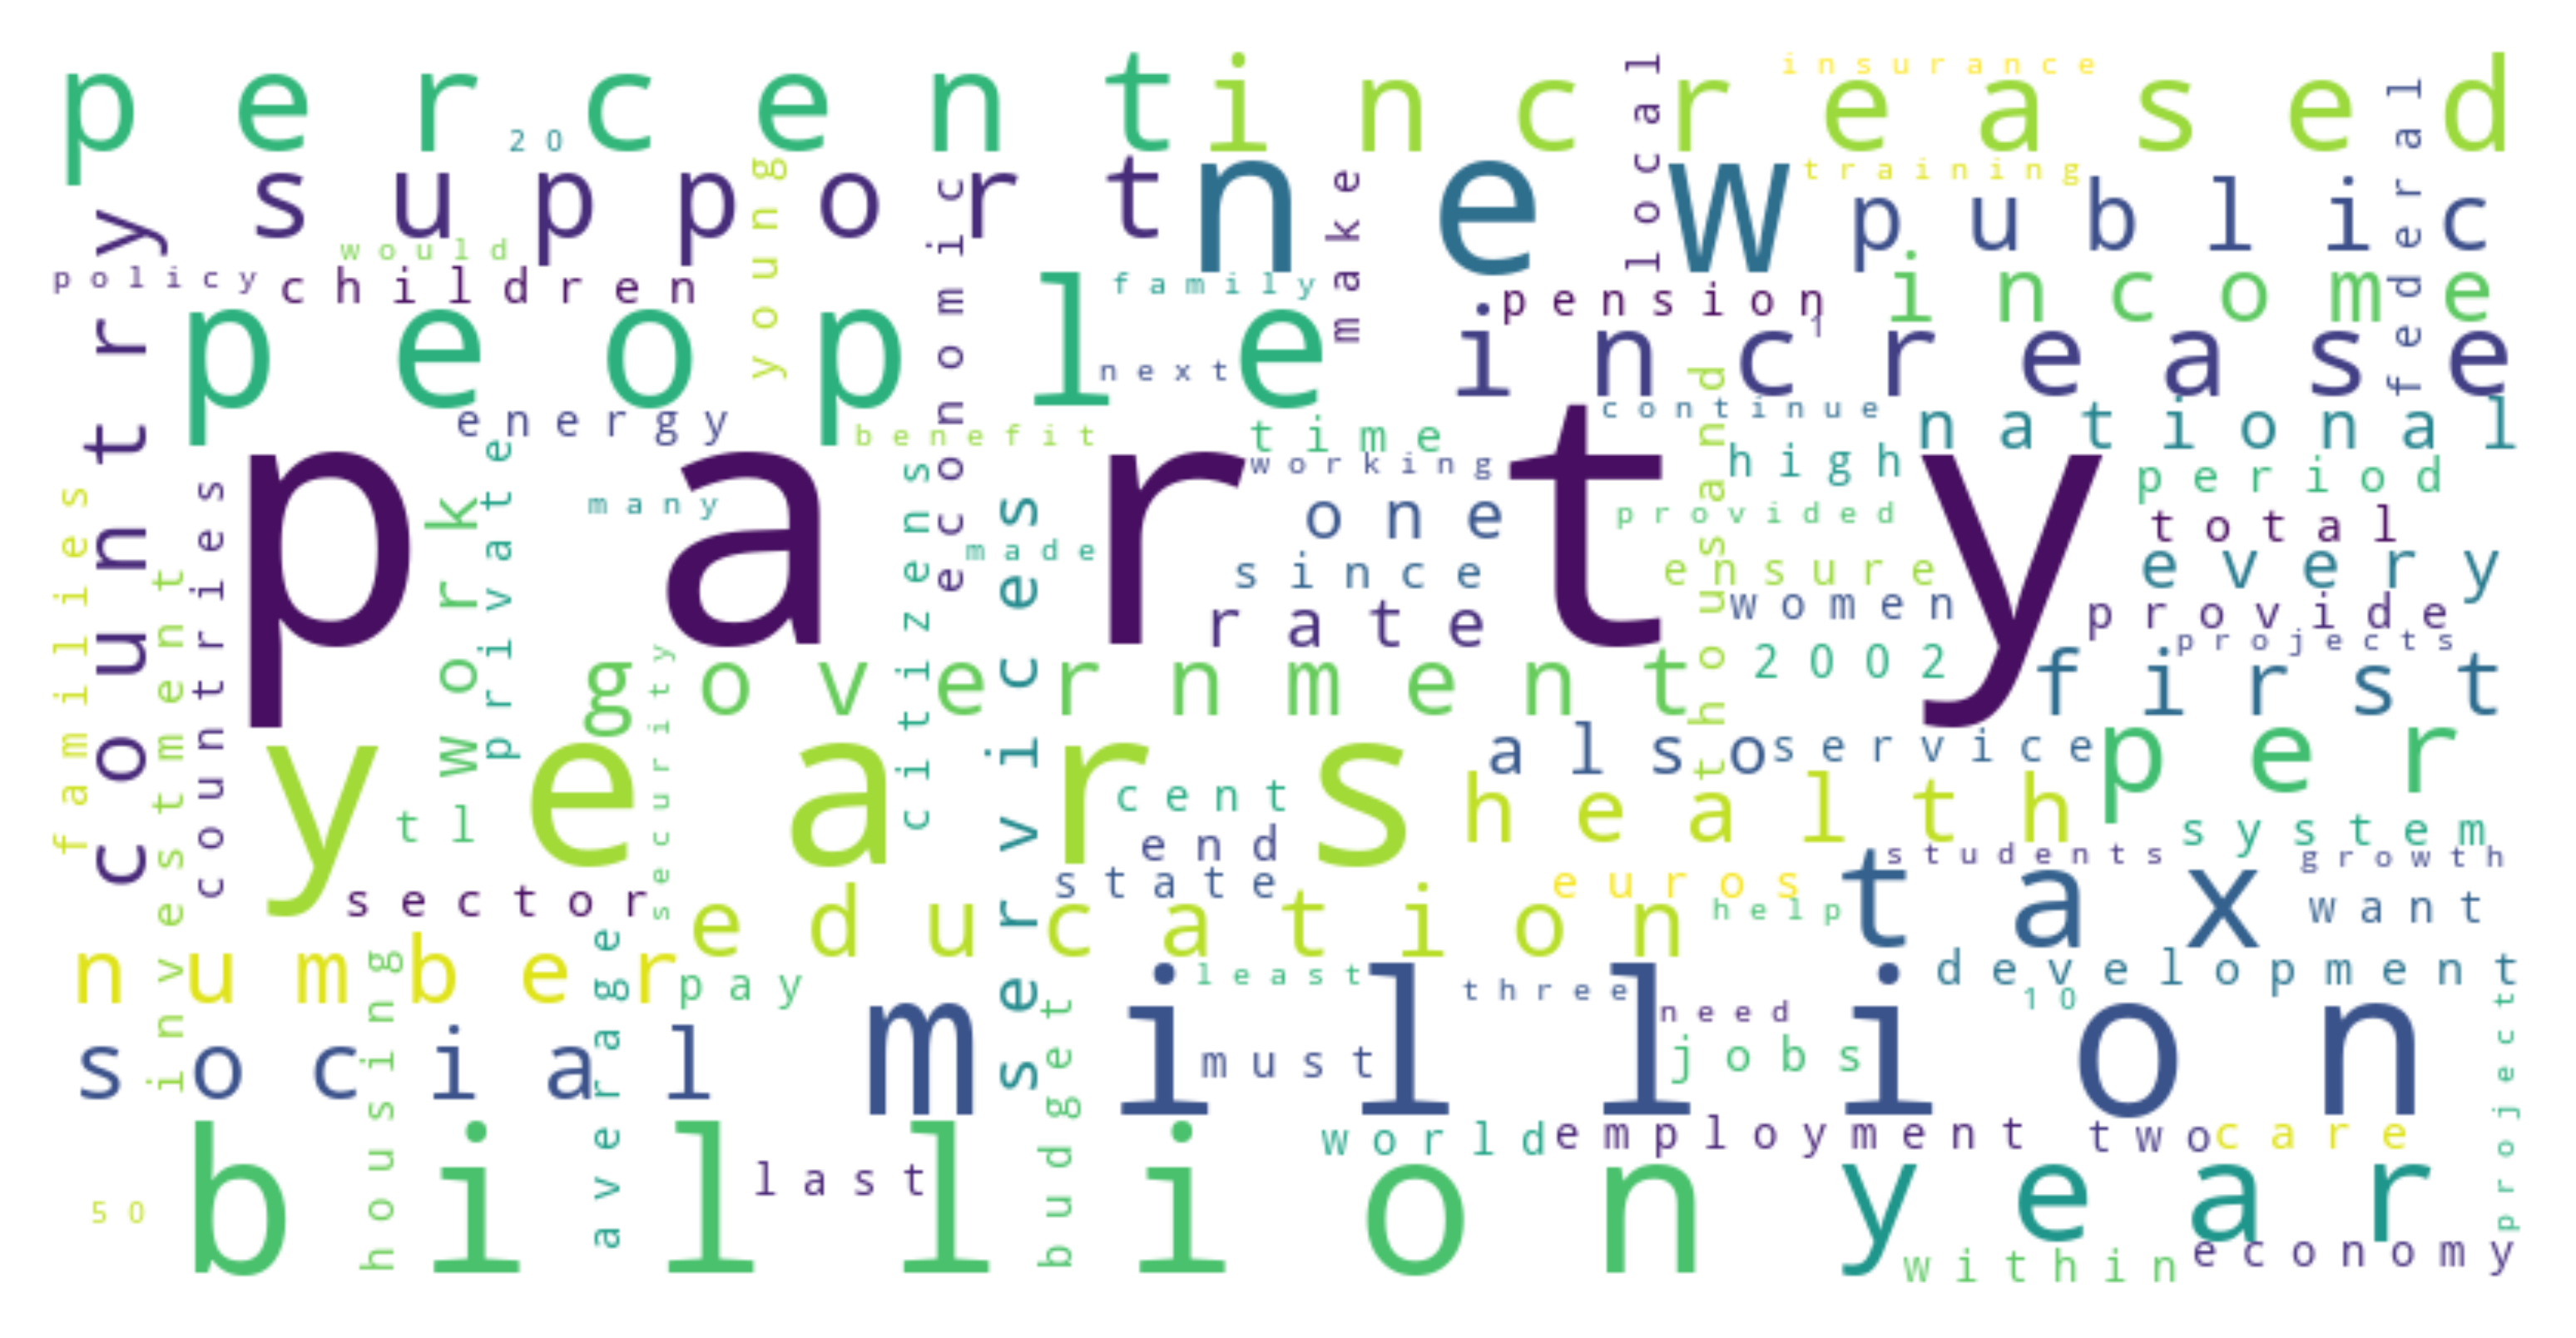 percent
increased
insurance
local
federal
20
support
young
economic
make
new
training
public
country
would
policy
children
family
pension
income
people
next
1
increase
thousand
energy
benefit
time
continue
national
working
high
period
party
private
work
many
citizens
services
one
provided
total
families
countries
made
since
ensure
every
investment
rate
women
provide
projects
government
security
2002
first
years
also
service
per
tl
cent
health
end
system
state
students
growth
sector
euros
tax
want
education
help
number
housing
average
pay
least
three
development
10
million
need
project
social
must
jobs
budget
world
employment
two
care
billion
last
year
50
within
economy